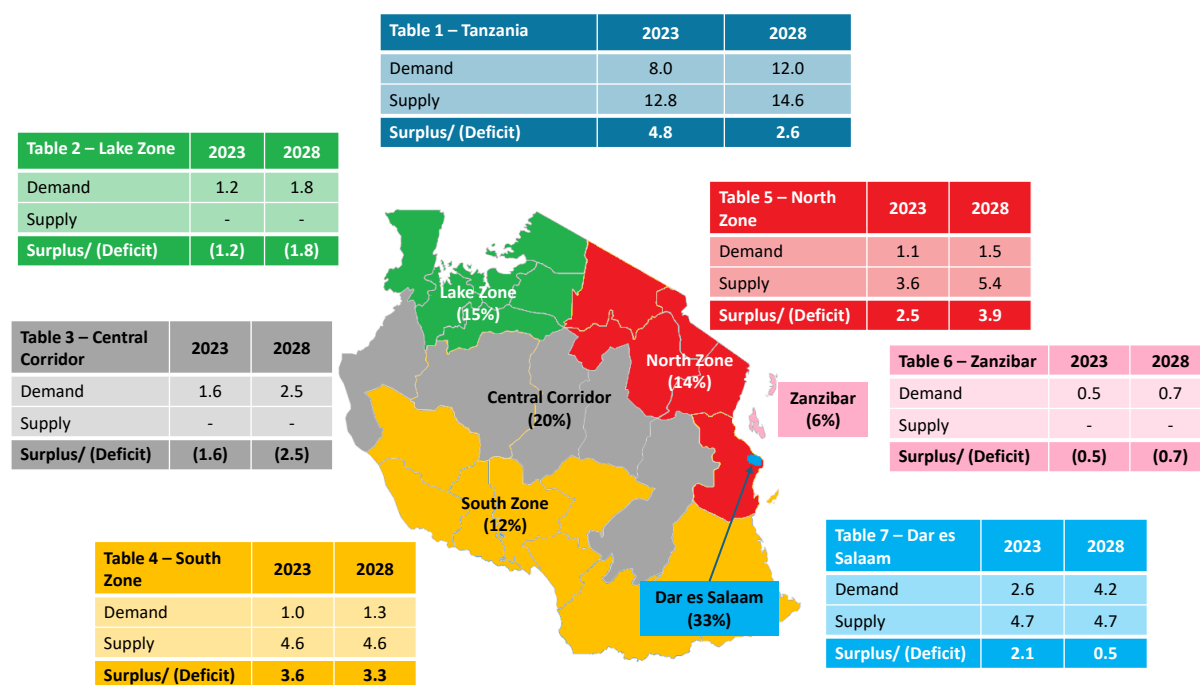 Table 1 – Tanzania 2023 2028
Demand 8.0 12.0
Supply 12.8 14.6
Surplus/ (Deficit) 4.8 2.6
Table 2 – Lake Zone 2023 2028
Demand 1.2 1.8
Supply - -
Surplus/ (Deficit) (1.2) (1.8)
Table 5 – North
Zone 2023 2028
Demand 1.1 1.5
Supply 3.6 5.4
Surplus/ (Deficit) 2.5 3.9
Lake Zone
(15%)
Table 3 – Central
Corridor 2023 2028
Demand 1.6 2.5
Supply - -
Surplus/ (Deficit) (1.6) (2.5)
North Zone
(14%)
Central Corridor
(20%)
Zanzibar
(6%)
Table 6 – Zanzibar 2023 2028
Demand 0.5 0.7
Supply - -
Surplus/ (Deficit) (0.5) (0.7)
South Zone
(12%)
Table 4 – South
Zone 2023 2028
Demand 1.0 1.3
Supply 4.6 4.6
Surplus/ (Deficit) 3.6 3.3
Dar es Salaam
(33%)
Table 7 – Dar es
Salaam 2023 2028
Demand 2.6 4.2
Supply 4.7 4.7
Surplus/ (Deficit) 2.1 0.5